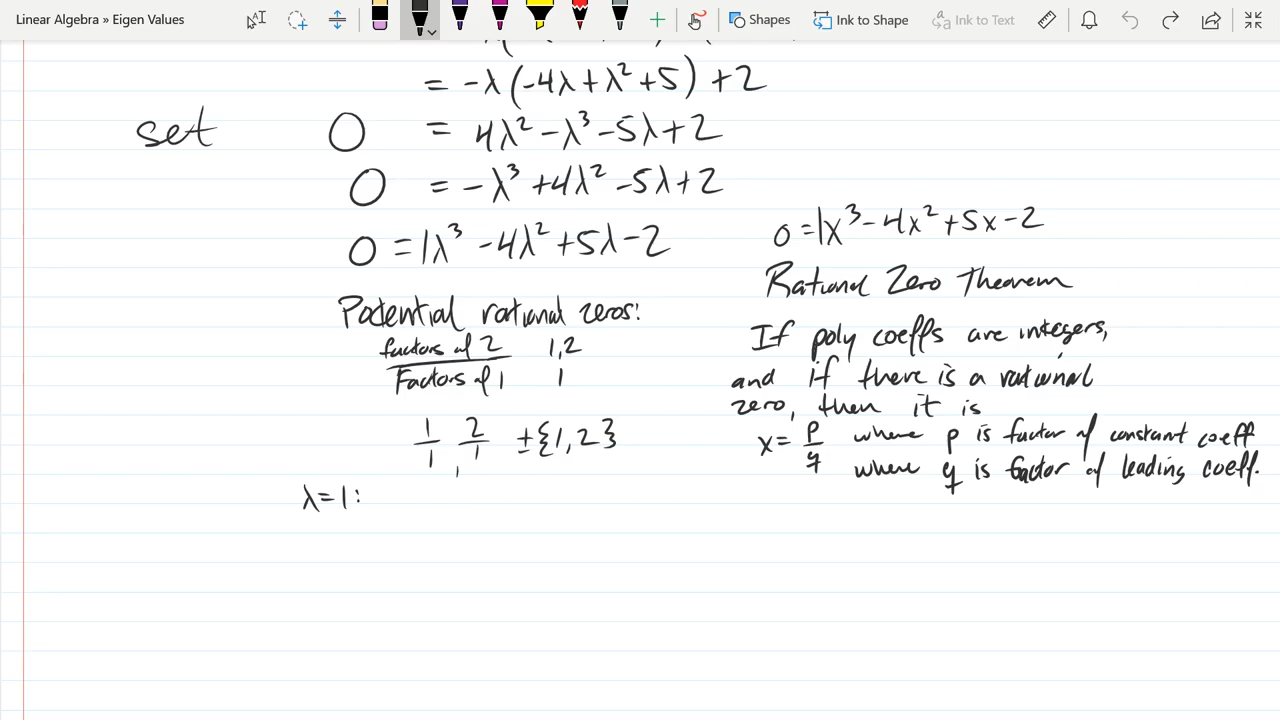 Linear Algebra » Eigen Values
Shapes
Ink to Shape
Ink to Text
= -λ(-4λ+λ²+5)+2
set 0 = 4λ²-λ³-5λ+2
0 = -λ³+4λ²-5λ+2
0 = 1λ³-4λ²+5λ-2
Potential rational zeros:
factors of 2 1,2
Factors of 1 1
1/1, 2/1 ±{1,2}
λ=1:
0=1x³-4x²+5x-2
Rational Zero Theorem
If poly coeffs are integers,
and if there is a rational
zero, then it is
x= p/q where p is factor of constant coeff
where q is factor of leading coeff.